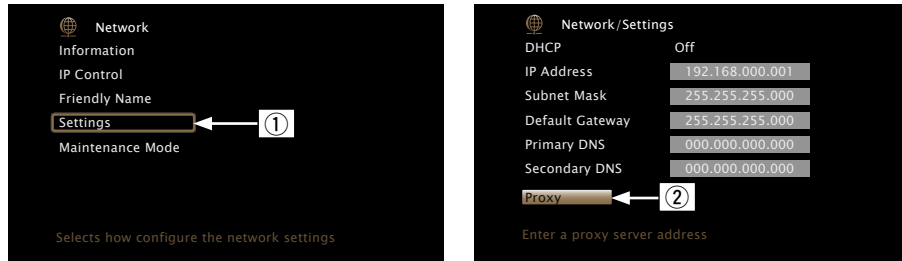 Network
Information
IP Control
Friendly Name
Settings
①
Maintenance Mode
Selects how configure the network settings
Network/Settings
DHCP Off
IP Address 192.168.000.001
Subnet Mask 255.255.255.000
Default Gateway 255.255.255.000
Primary DNS 000.000.000.000
Secondary DNS 000.000.000.000
Proxy
②
Enter a proxy server address